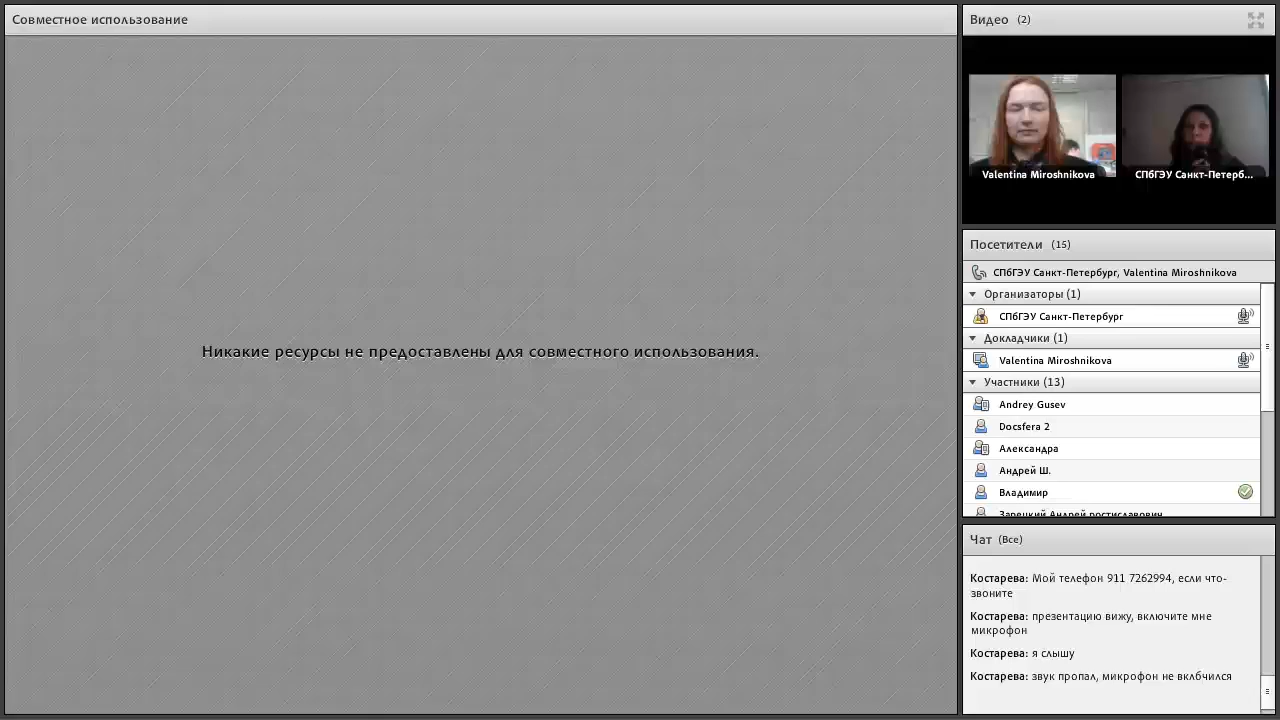 Совместное использование
Никакие ресурсы не предоставлены для совместного использования.
Видео (2)
Valentina Miroshnikova
СПбГЭУ Санкт-Петерб...
Посетители (15)
СПбГЭУ Санкт-Петербург, Valentina Miroshnikova
Организаторы (1)
СПбГЭУ Санкт-Петербург
Докладчики (1)
Valentina Miroshnikova
Участники (13)
Andrey Gusev
Docsfera 2
Александра
Андрей Ш.
Владимир
Зарецкий Андрей ростиславович
Чат (Все)
Костарева: Мой телефон 911 7262994, если что-
звоните
Костарева: презентацию вижу, включите мне
микрофон
Костарева: я слышу
Костарева: звук пропал, микрофон не вклбчился